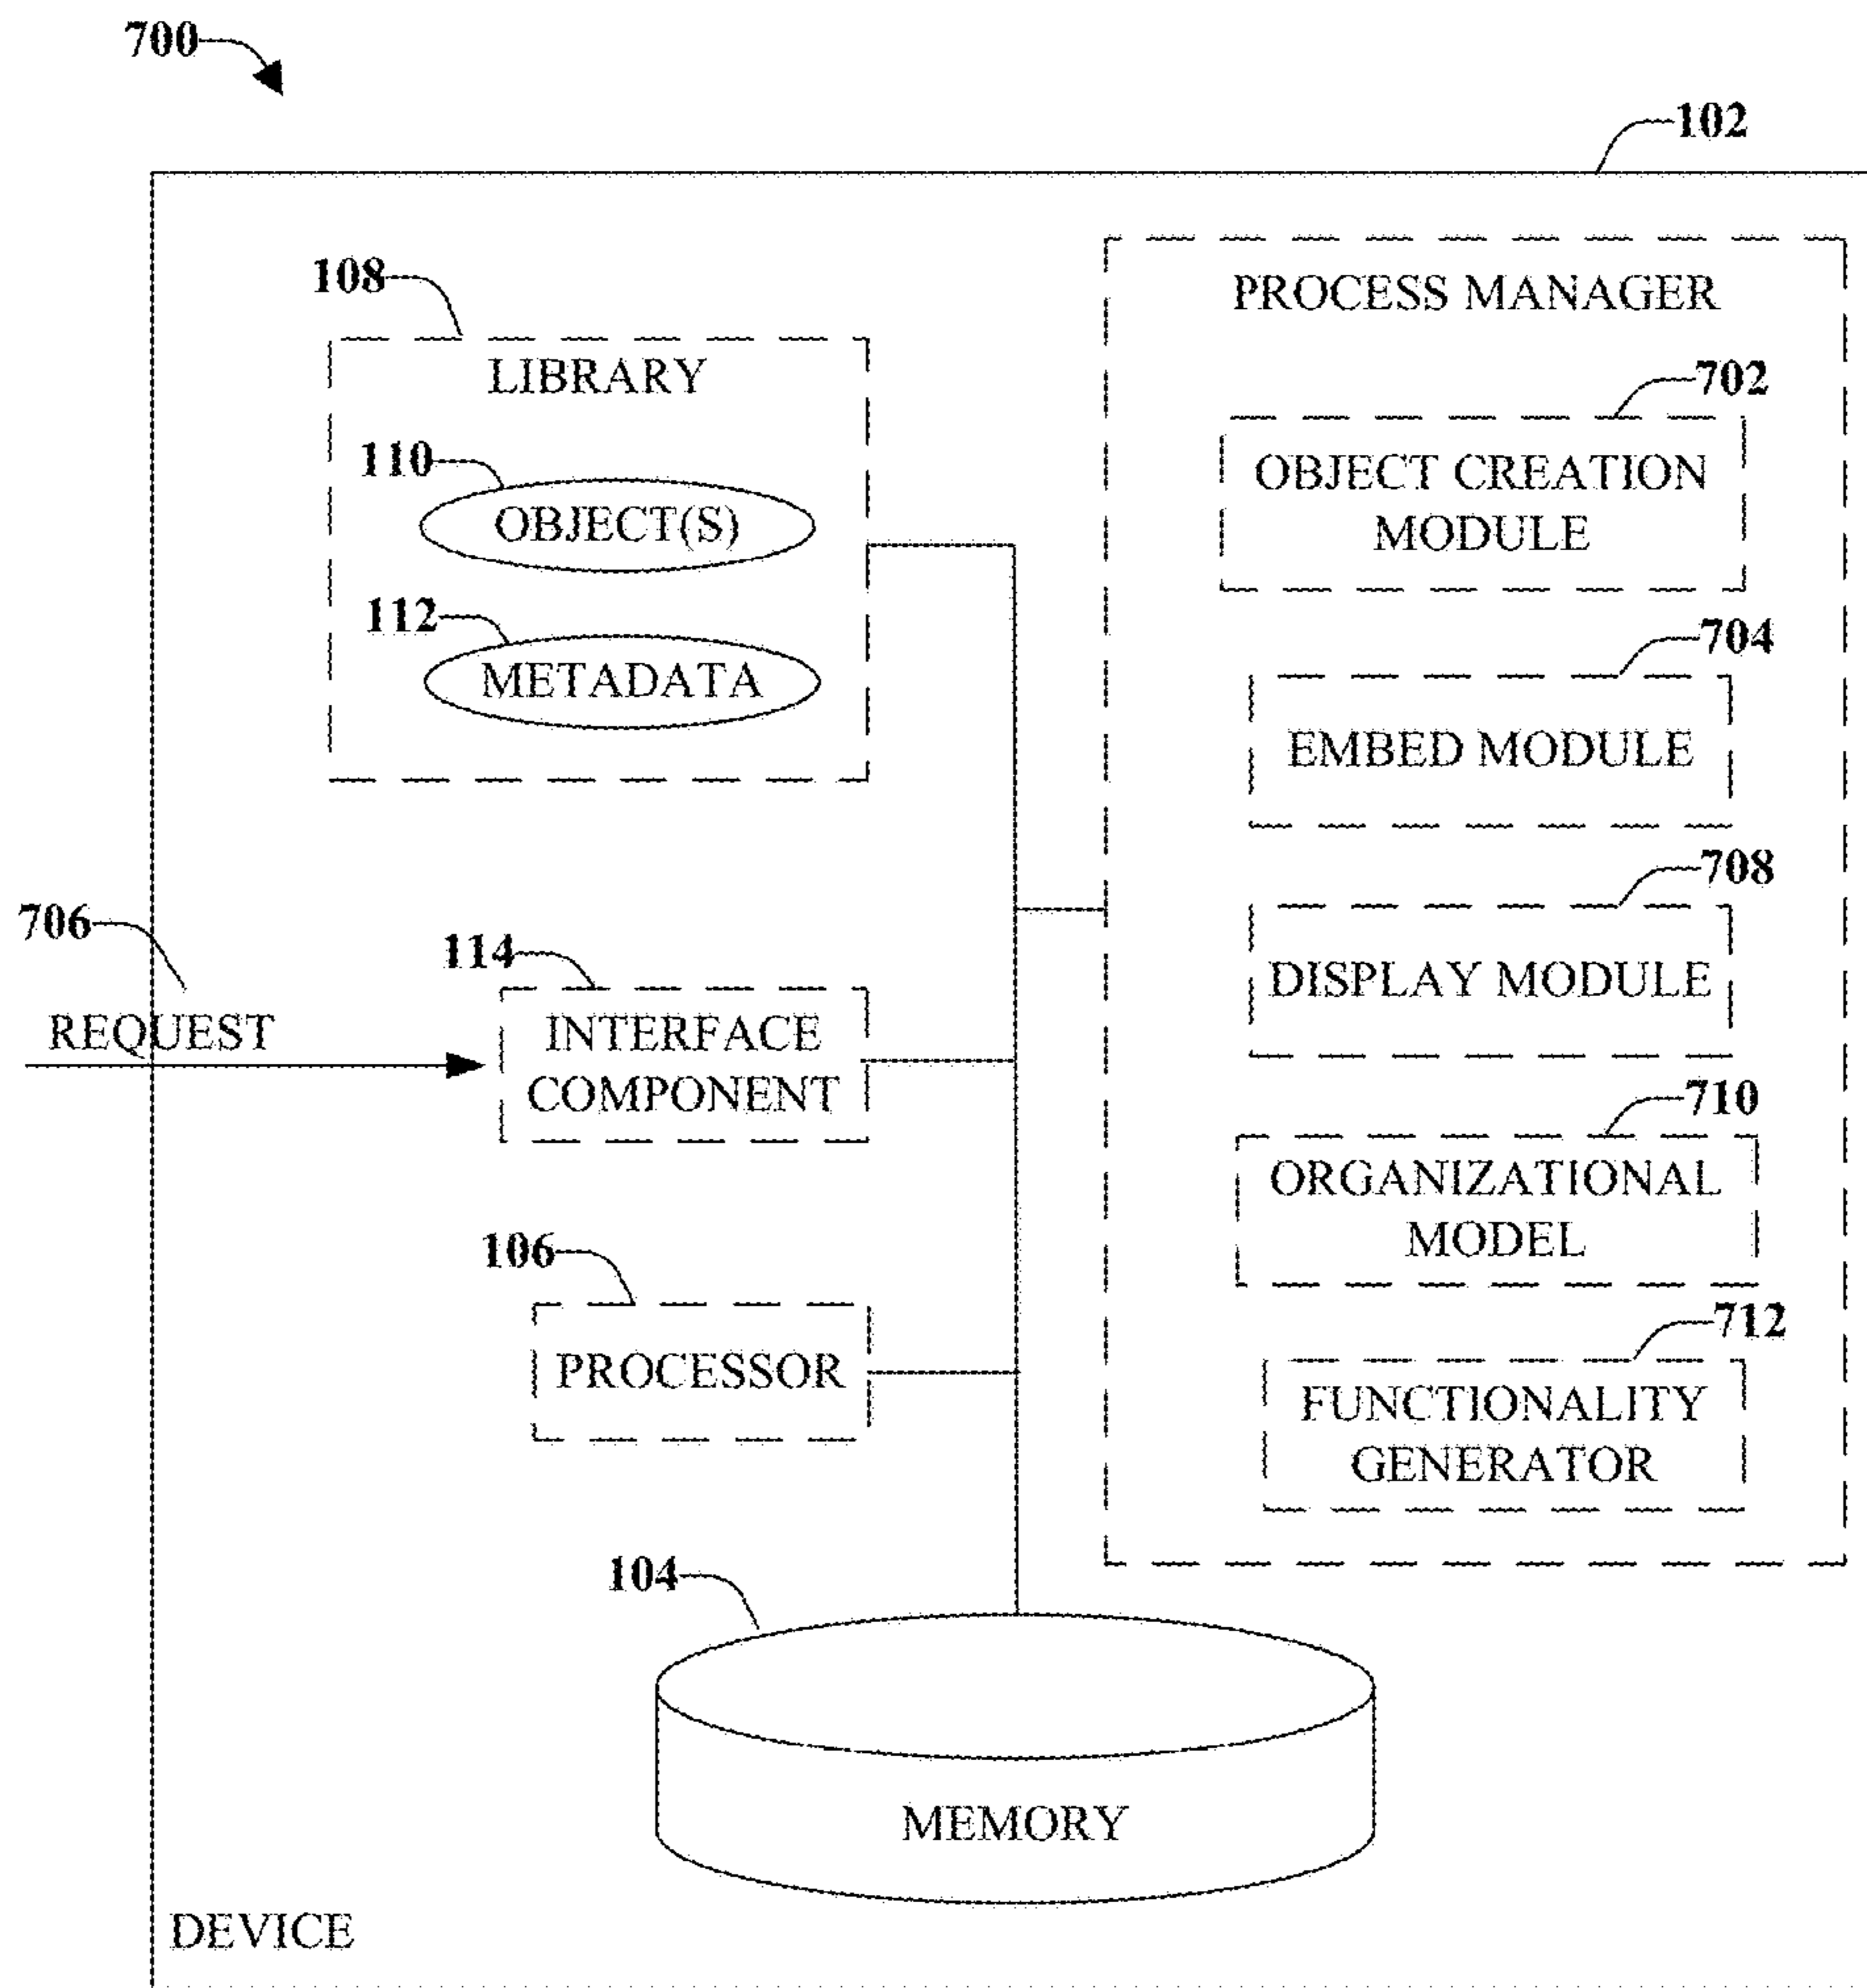 700
102
108
LIBRARY
110
OBJECT(S)
112
METADATA
PROCESS MANAGER
702
OBJECT CREATION
MODULE
704
EMBED MODULE
708
DISPLAY MODULE
710
ORGANIZATIONAL
MODEL
712
FUNCTIONALITY
GENERATOR
706
REQUEST
114
INTERFACE
COMPONENT
106
PROCESSOR
104
MEMORY
DEVICE